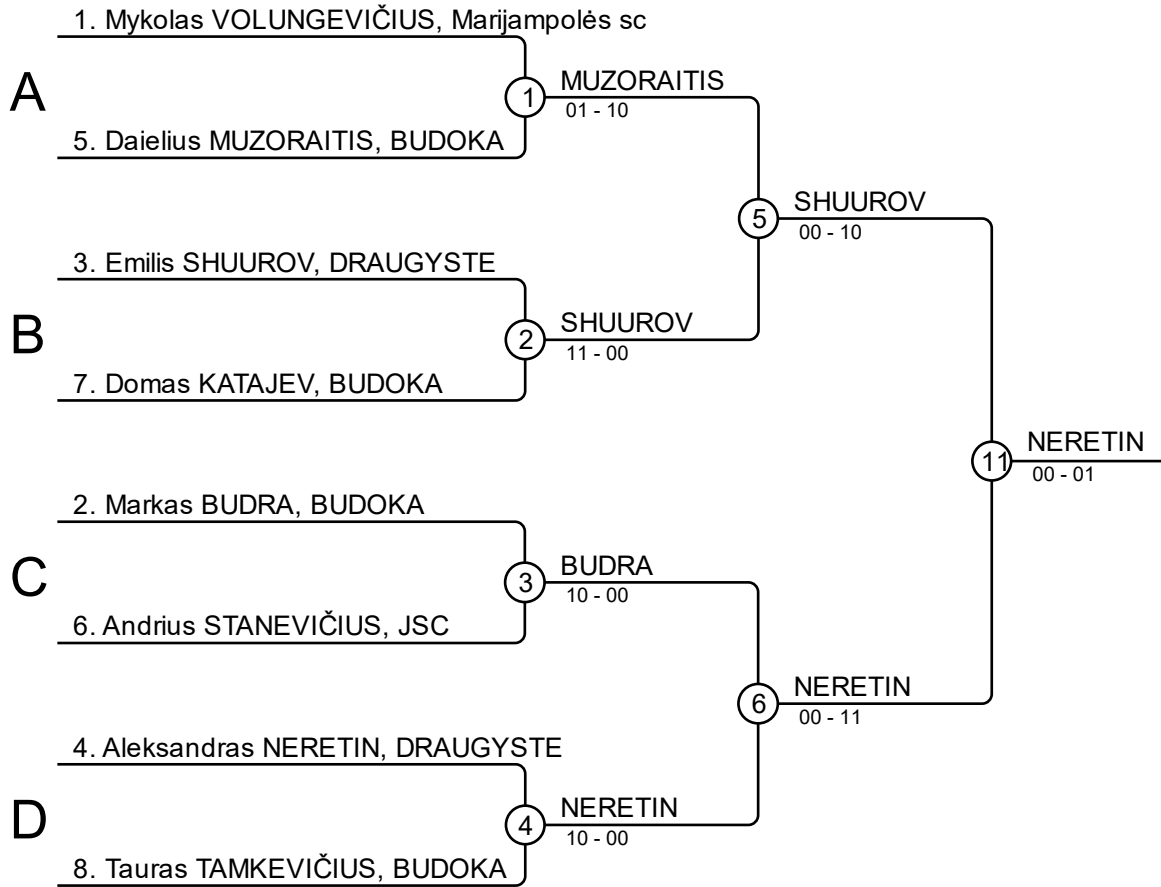 1. Mykolas VOLUNGEVIČIUS, Marijampolės sc
A
1
MUZORAITIS
01 - 10
5. Daielius MUZORAITIS, BUDOKA
5
SHUUROV
00 - 10
3. Emilis SHUUROV, DRAUGYSTE
B
2
SHUUROV
11 - 00
7. Domas KATAJEV, BUDOKA
11
NERETIN
00 - 01
2. Markas BUDRA, BUDOKA
C
3
BUDRA
10 - 00
6. Andrius STANEVIČIUS, JSC
6
NERETIN
00 - 11
4. Aleksandras NERETIN, DRAUGYSTE
D
4
NERETIN
10 - 00
8. Tauras TAMKEVIČIUS, BUDOKA